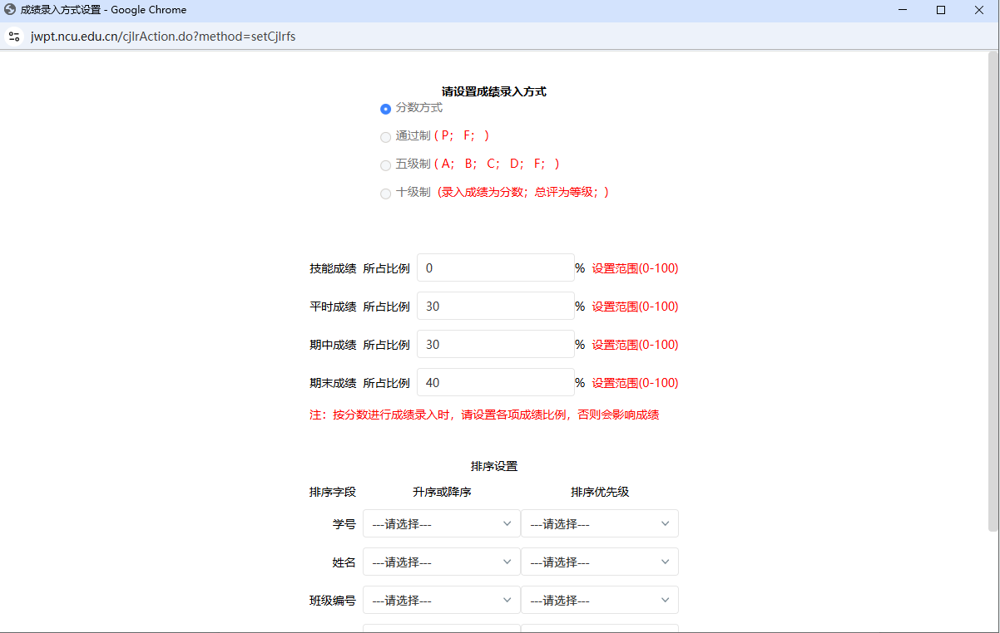 成绩录入方式设置 - Google Chrome
jwpt.ncu.edu.cn/cjlrAction.do?method=setCjlrfs
请设置成绩录入方式
分数方式
通过制 ( P； F； )
五级制 ( A； B； C； D； F； )
十级制 (录入成绩为分数；总评为等级；)
技能成绩 所占比例 0 % 设置范围(0-100)
平时成绩 所占比例 30 % 设置范围(0-100)
期中成绩 所占比例 30 % 设置范围(0-100)
期末成绩 所占比例 40 % 设置范围(0-100)
注：按分数进行成绩录入时，请设置各项成绩比例，否则会影响成绩
排序设置
排序字段 升序或降序 排序优先级
学号 ---请选择--- ---请选择---
姓名 ---请选择--- ---请选择---
班级编号 ---请选择--- ---请选择---